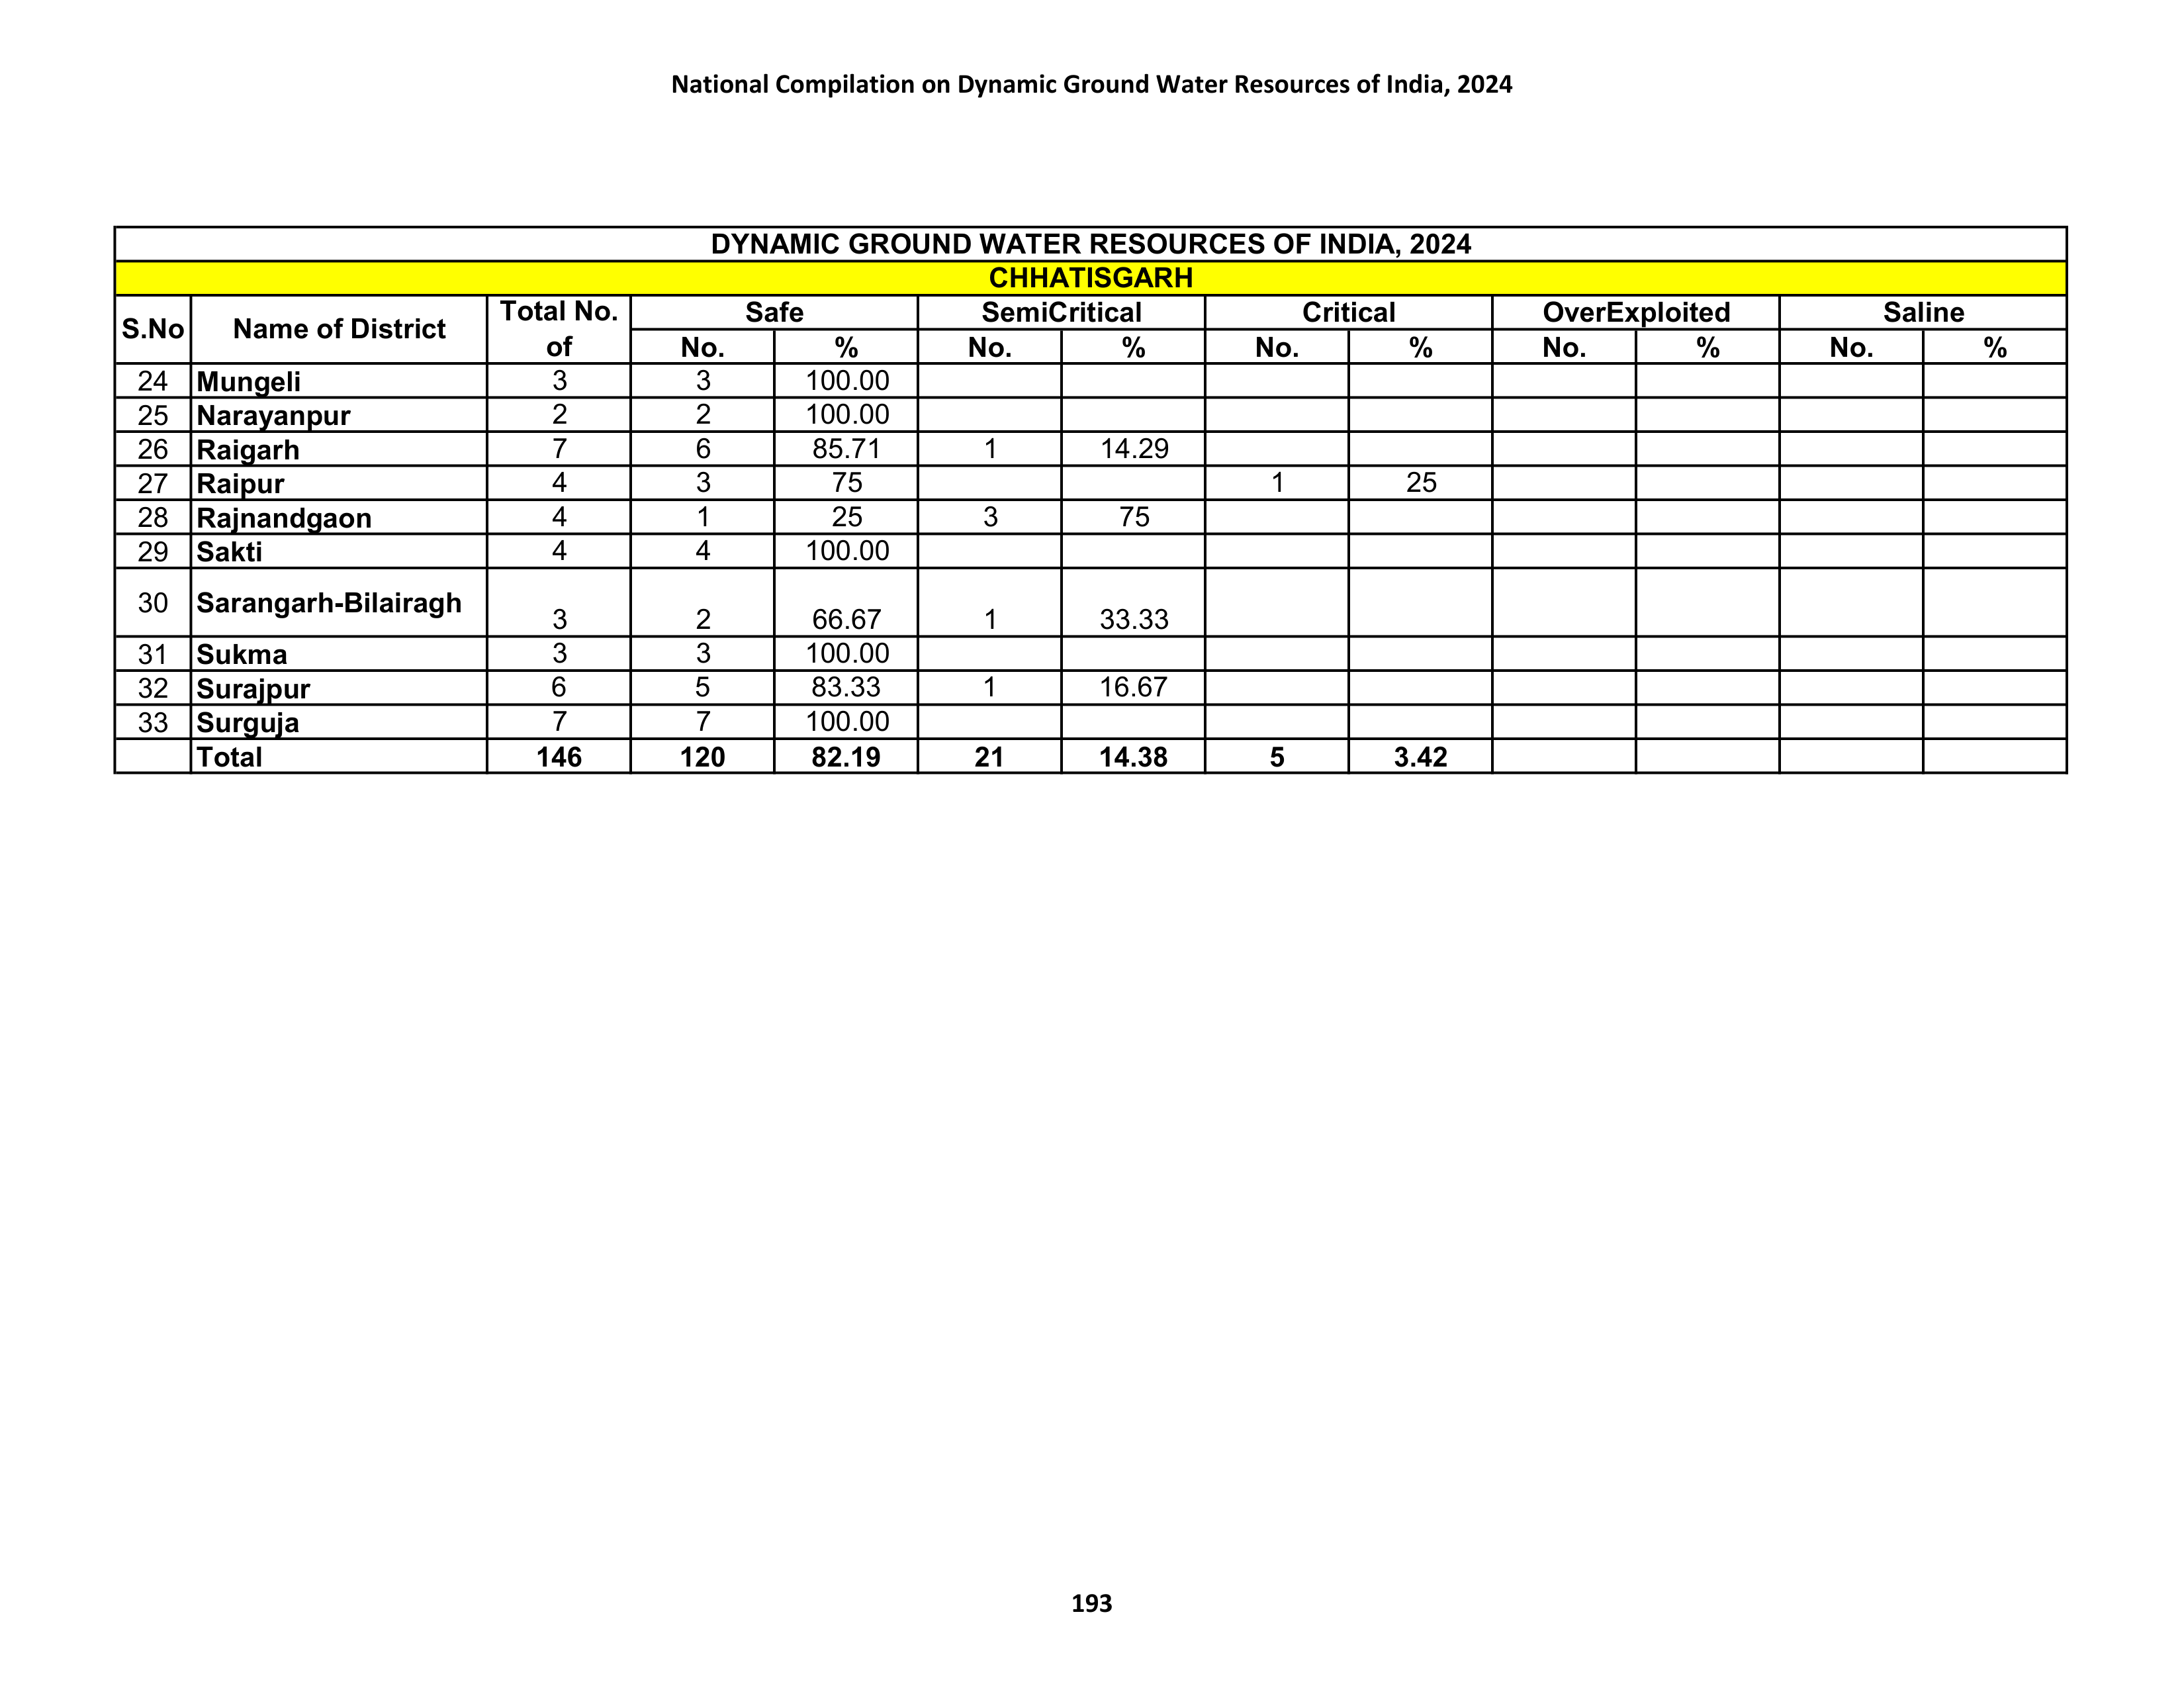 National Compilation on Dynamic Ground Water Resources of India, 2024
DYNAMIC GROUND WATER RESOURCES OF INDIA, 2024
CHHATISGARH
S.No Name of District Total No. of Safe SemiCritical Critical OverExploited Saline
No. % No. % No. % No. % No. %
24 Mungeli 3 3 100.00
25 Narayanpur 2 2 100.00
26 Raigarh 7 6 85.71 1 14.29
27 Raipur 4 3 75 1 25
28 Rajnandgaon 4 1 25 3 75
29 Sakti 4 4 100.00
30 Sarangarh-Bilairagh 3 2 66.67 1 33.33
31 Sukma 3 3 100.00
32 Surajpur 6 5 83.33 1 16.67
33 Surguja 7 7 100.00
Total 146 120 82.19 21 14.38 5 3.42
193